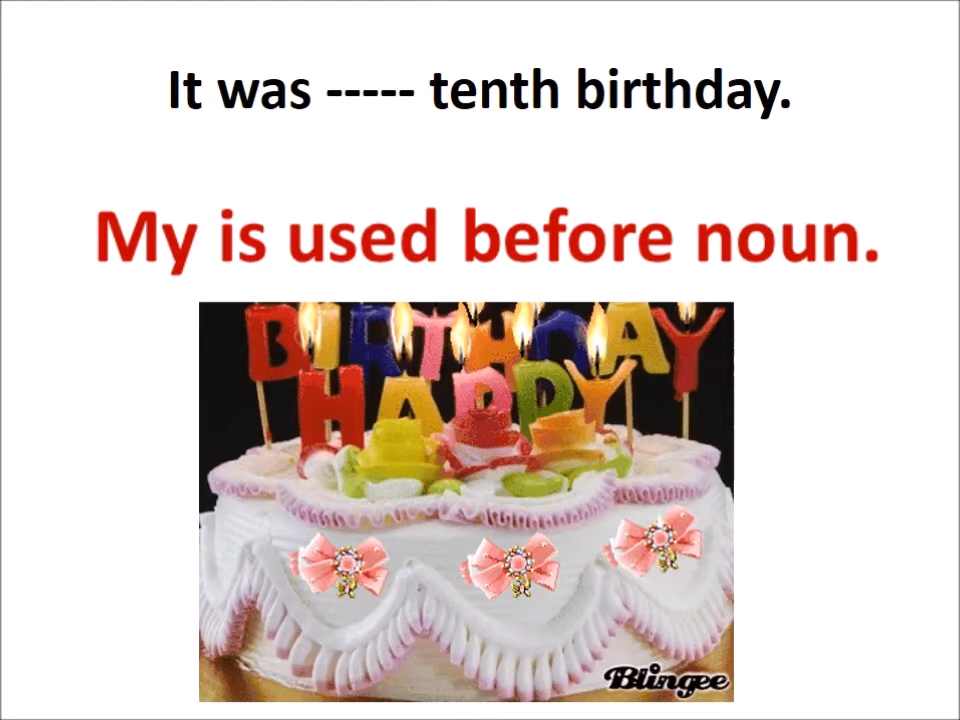 It was ----- tenth birthday.
My is used before noun.
BIRTHDAY
HAPPY
Blingee